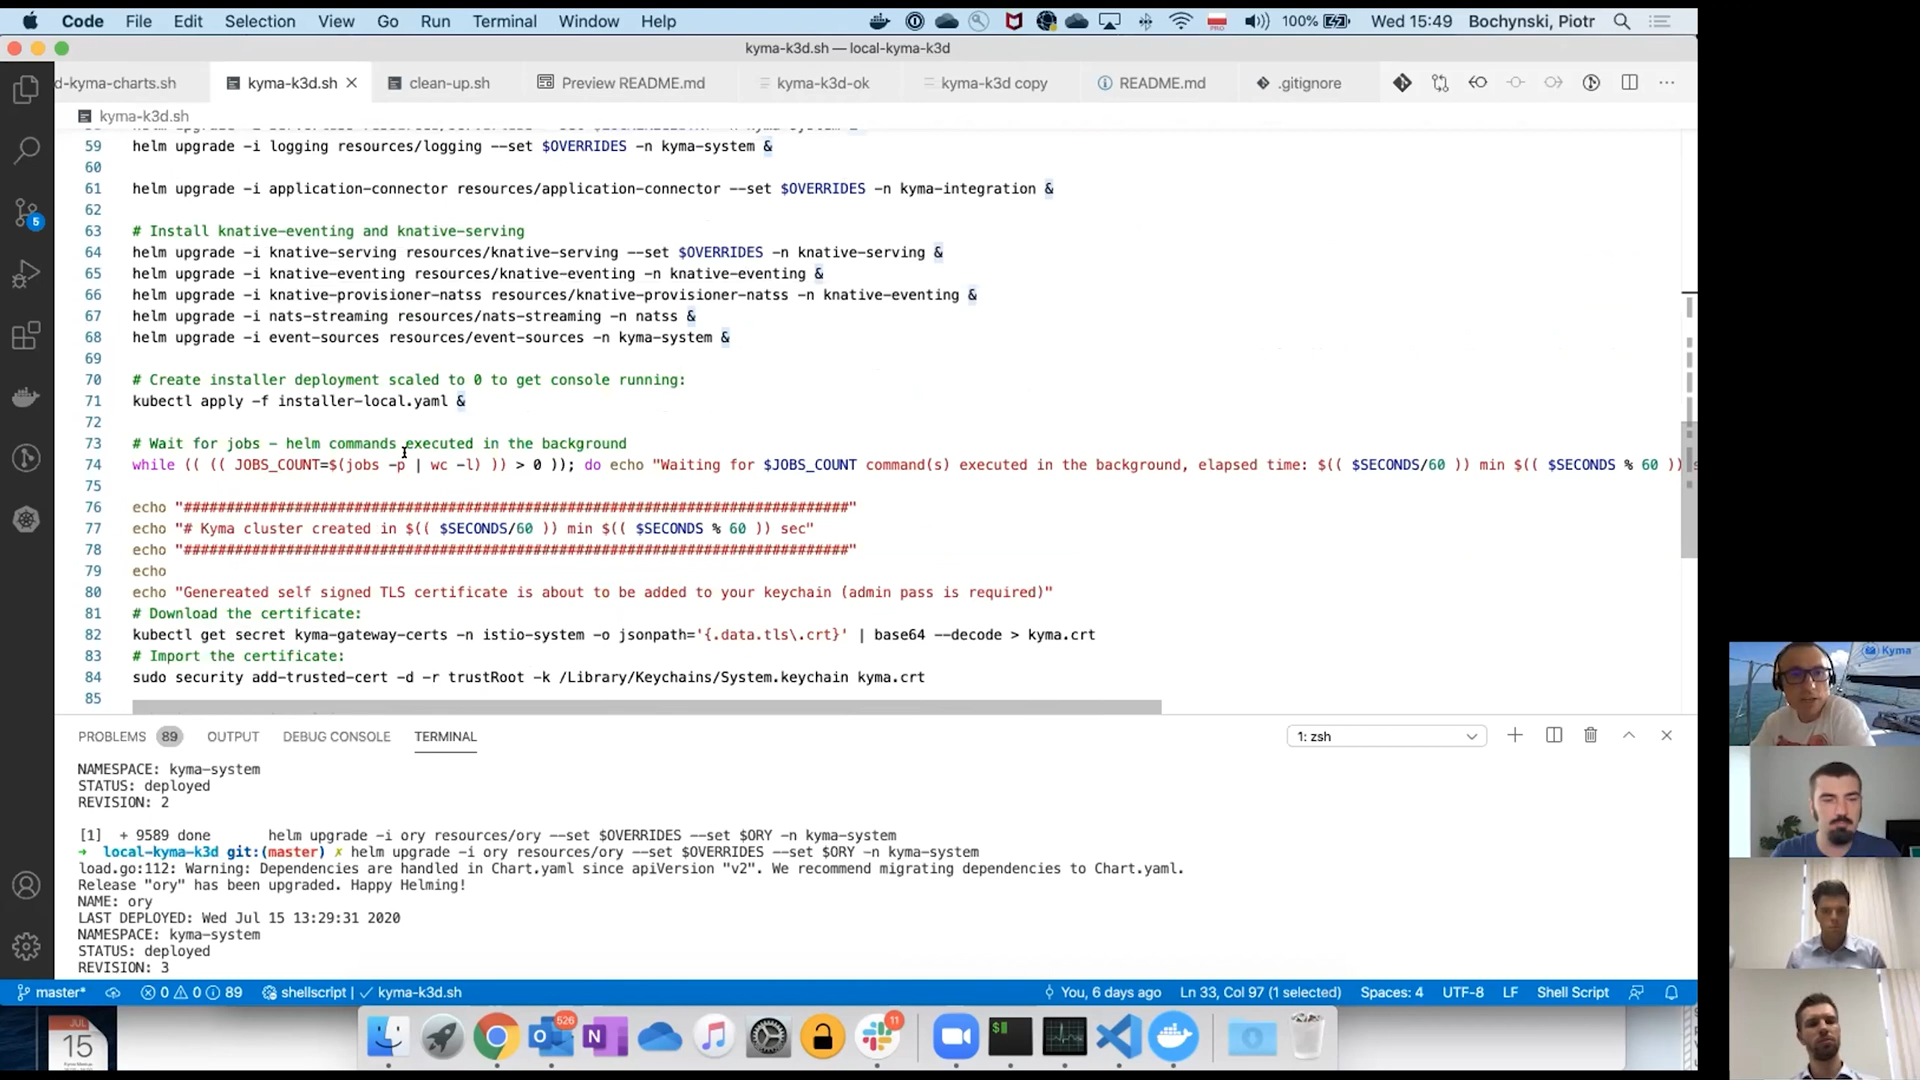 Code File Edit Selection View Go Run Terminal Window Help 100% Wed 15:49 Bochynski, Piotr
kyma-k3d.sh — local-kyma-k3d
d-kyma-charts.sh kyma-k3d.sh clean-up.sh Preview README.md kyma-k3d-ok kyma-k3d copy README.md .gitignore
kyma-k3d.sh
59 helm upgrade -i logging resources/logging --set $OVERRIDES -n kyma-system &
60
61 helm upgrade -i application-connector resources/application-connector --set $OVERRIDES -n kyma-integration &
62
63 # Install knative-eventing and knative-serving
64 helm upgrade -i knative-serving resources/knative-serving --set $OVERRIDES -n knative-serving &
65 helm upgrade -i knative-eventing resources/knative-eventing -n knative-eventing &
66 helm upgrade -i knative-provisioner-natss resources/knative-provisioner-natss -n knative-eventing &
67 helm upgrade -i nats-streaming resources/nats-streaming -n natss &
68 helm upgrade -i event-sources resources/event-sources -n kyma-system &
69
70 # Create installer deployment scaled to 0 to get console running:
71 kubectl apply -f installer-local.yaml &
72
73 # Wait for jobs - helm commands executed in the background
74 while (( (( JOBS_COUNT=$(jobs -p | wc -l) )) > 0 )); do echo "Waiting for $JOBS_COUNT command(s) executed in the background, elapsed time: $(( $SECONDS/60 )) min $(( $SECONDS % 60 )) s
75
76 echo "##############################################################################"
77 echo "# Kyma cluster created in $(( $SECONDS/60 )) min $(( $SECONDS % 60 )) sec"
78 echo "##############################################################################"
79 echo
80 echo "Genereated self signed TLS certificate is about to be added to your keychain (admin pass is required)"
81 # Download the certificate:
82 kubectl get secret kyma-gateway-certs -n istio-system -o jsonpath='{.data.tls\.crt}' | base64 --decode > kyma.crt
83 # Import the certificate:
84 sudo security add-trusted-cert -d -r trustRoot -k /Library/Keychains/System.keychain kyma.crt
85
5
PROBLEMS 89 OUTPUT DEBUG CONSOLE TERMINAL 1: zsh
NAMESPACE: kyma-system
STATUS: deployed
REVISION: 2
[1] + 9589 done helm upgrade -i ory resources/ory --set $OVERRIDES --set $ORY -n kyma-system
➜ local-kyma-k3d git:(master) ✗ helm upgrade -i ory resources/ory --set $OVERRIDES --set $ORY -n kyma-system
load.go:112: Warning: Dependencies are handled in Chart.yaml since apiVersion "v2". We recommend migrating dependencies to Chart.yaml.
Release "ory" has been upgraded. Happy Helming!
NAME: ory
LAST DEPLOYED: Wed Jul 15 13:29:31 2020
NAMESPACE: kyma-system
STATUS: deployed
REVISION: 3
master* 0 0 89 shellscript | ✓ kyma-k3d.sh You, 6 days ago Ln 33, Col 97 (1 selected) Spaces: 4 UTF-8 LF Shell Script
JUL
15
526
11
Kyma